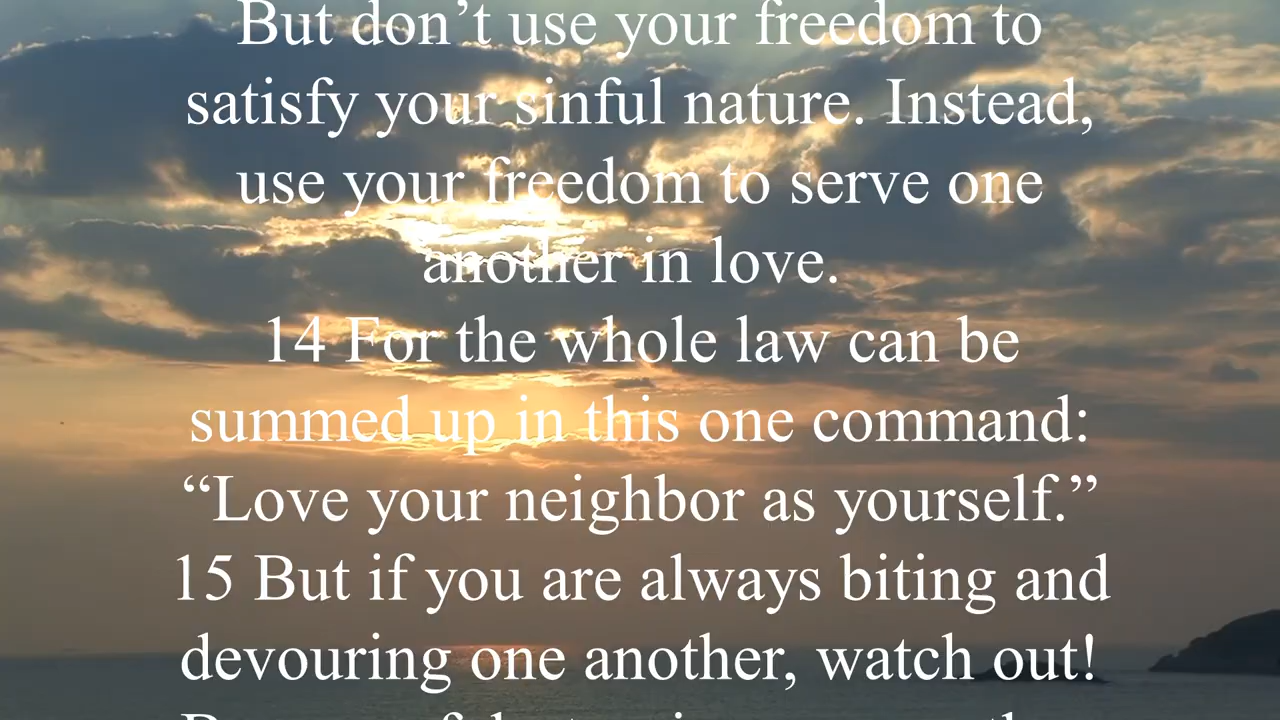 But don’t use your freedom to
satisfy your sinful nature. Instead,
use your freedom to serve one
another in love.
14 For the whole law can be
summed up in this one command:
“Love your neighbor as yourself.”
15 But if you are always biting and
devouring one another, watch out!